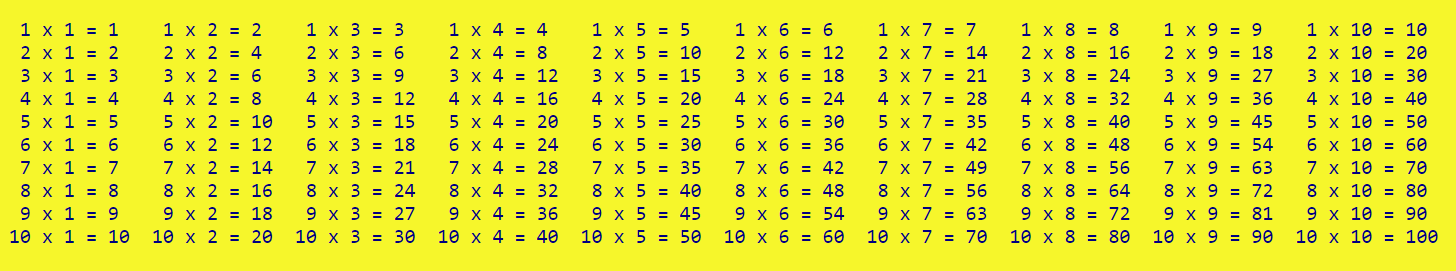 1 x 1 = 1 1 x 2 = 2 1 x 3 = 3 1 x 4 = 4 1 x 5 = 5 1 x 6 = 6 1 x 7 = 7 1 x 8 = 8 1 x 9 = 9 1 x 10 = 10
2 x 1 = 2 2 x 2 = 4 2 x 3 = 6 2 x 4 = 8 2 x 5 = 10 2 x 6 = 12 2 x 7 = 14 2 x 8 = 16 2 x 9 = 18 2 x 10 = 20
3 x 1 = 3 3 x 2 = 6 3 x 3 = 9 3 x 4 = 12 3 x 5 = 15 3 x 6 = 18 3 x 7 = 21 3 x 8 = 24 3 x 9 = 27 3 x 10 = 30
4 x 1 = 4 4 x 2 = 8 4 x 3 = 12 4 x 4 = 16 4 x 5 = 20 4 x 6 = 24 4 x 7 = 28 4 x 8 = 32 4 x 9 = 36 4 x 10 = 40
5 x 1 = 5 5 x 2 = 10 5 x 3 = 15 5 x 4 = 20 5 x 5 = 25 5 x 6 = 30 5 x 7 = 35 5 x 8 = 40 5 x 9 = 45 5 x 10 = 50
6 x 1 = 6 6 x 2 = 12 6 x 3 = 18 6 x 4 = 24 6 x 5 = 30 6 x 6 = 36 6 x 7 = 42 6 x 8 = 48 6 x 9 = 54 6 x 10 = 60
7 x 1 = 7 7 x 2 = 14 7 x 3 = 21 7 x 4 = 28 7 x 5 = 35 7 x 6 = 42 7 x 7 = 49 7 x 8 = 56 7 x 9 = 63 7 x 10 = 70
8 x 1 = 8 8 x 2 = 16 8 x 3 = 24 8 x 4 = 32 8 x 5 = 40 8 x 6 = 48 8 x 7 = 56 8 x 8 = 64 8 x 9 = 72 8 x 10 = 80
9 x 1 = 9 9 x 2 = 18 9 x 3 = 27 9 x 4 = 36 9 x 5 = 45 9 x 6 = 54 9 x 7 = 63 9 x 8 = 72 9 x 9 = 81 9 x 10 = 90
10 x 1 = 10 10 x 2 = 20 10 x 3 = 30 10 x 4 = 40 10 x 5 = 50 10 x 6 = 60 10 x 7 = 70 10 x 8 = 80 10 x 9 = 90 10 x 10 = 100